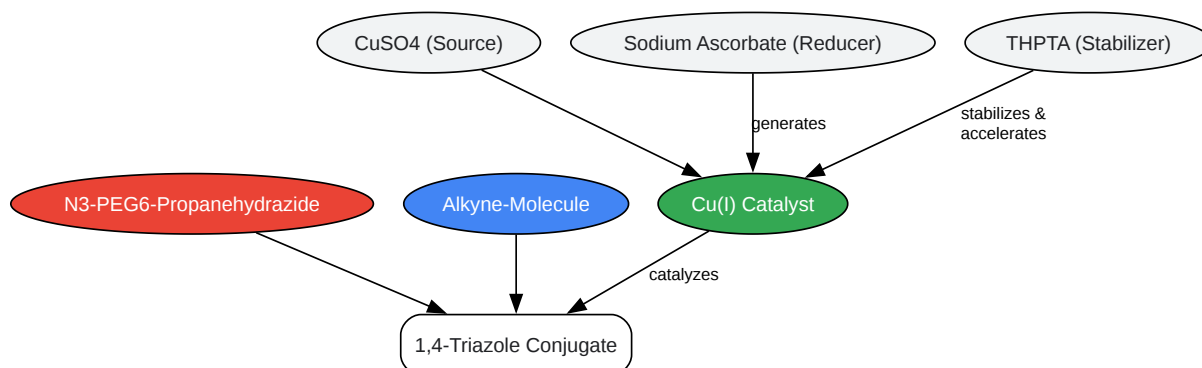 CuSO4 (Source)
Sodium Ascorbate (Reducer)
THPTA (Stabilizer)
generates
stabilizes &
accelerates
N3-PEG6-Propanehydrazide
Alkyne-Molecule
Cu(I) Catalyst
catalyzes
1,4-Triazole Conjugate